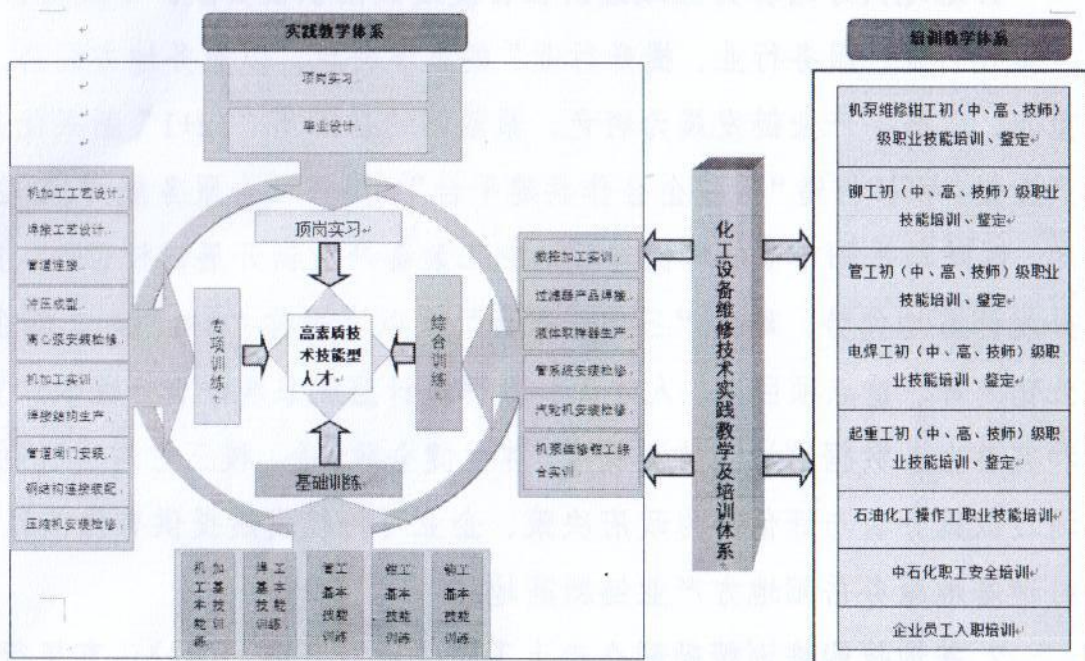 实践教学体系
顶岗实习
毕业设计
机加工工艺设计
焊接工艺设计
管道连接
冲压成型
离心泵安装检修
机加工实训
焊接结构生产
管道阀门安装
钢结构连接装配
压缩机安装检修
顶岗实习
专项训练
高素质技
术技能型
人才
综合训练
基础训练
数控加工实训
过滤器产品焊接
液体取样器生产
管系统安装检修
汽轮机安装检修
机泵维修钳工综
合实训
机加
工基
本技
能训
练
焊工
基本
技能
训练
管工
基本
技能
训练
钳工
基本
技能
训练
基本
技能
训练
化工设备维修技术实践教学及培训体系
培训教学体系
机泵维修钳工初（中、高、技师）
级职业技能培训、鉴定
铆工初（中、高、技师）级职业
技能培训、鉴定
管工初（中、高、技师）级职业
技能培训、鉴定
电焊工初（中、高、技师）级职
业技能培训、鉴定
起重工初（中、高、技师）级职
业技能培训、鉴定
石油化工操作工职业技能培训
中石化职工安全培训
企业员工入职培训